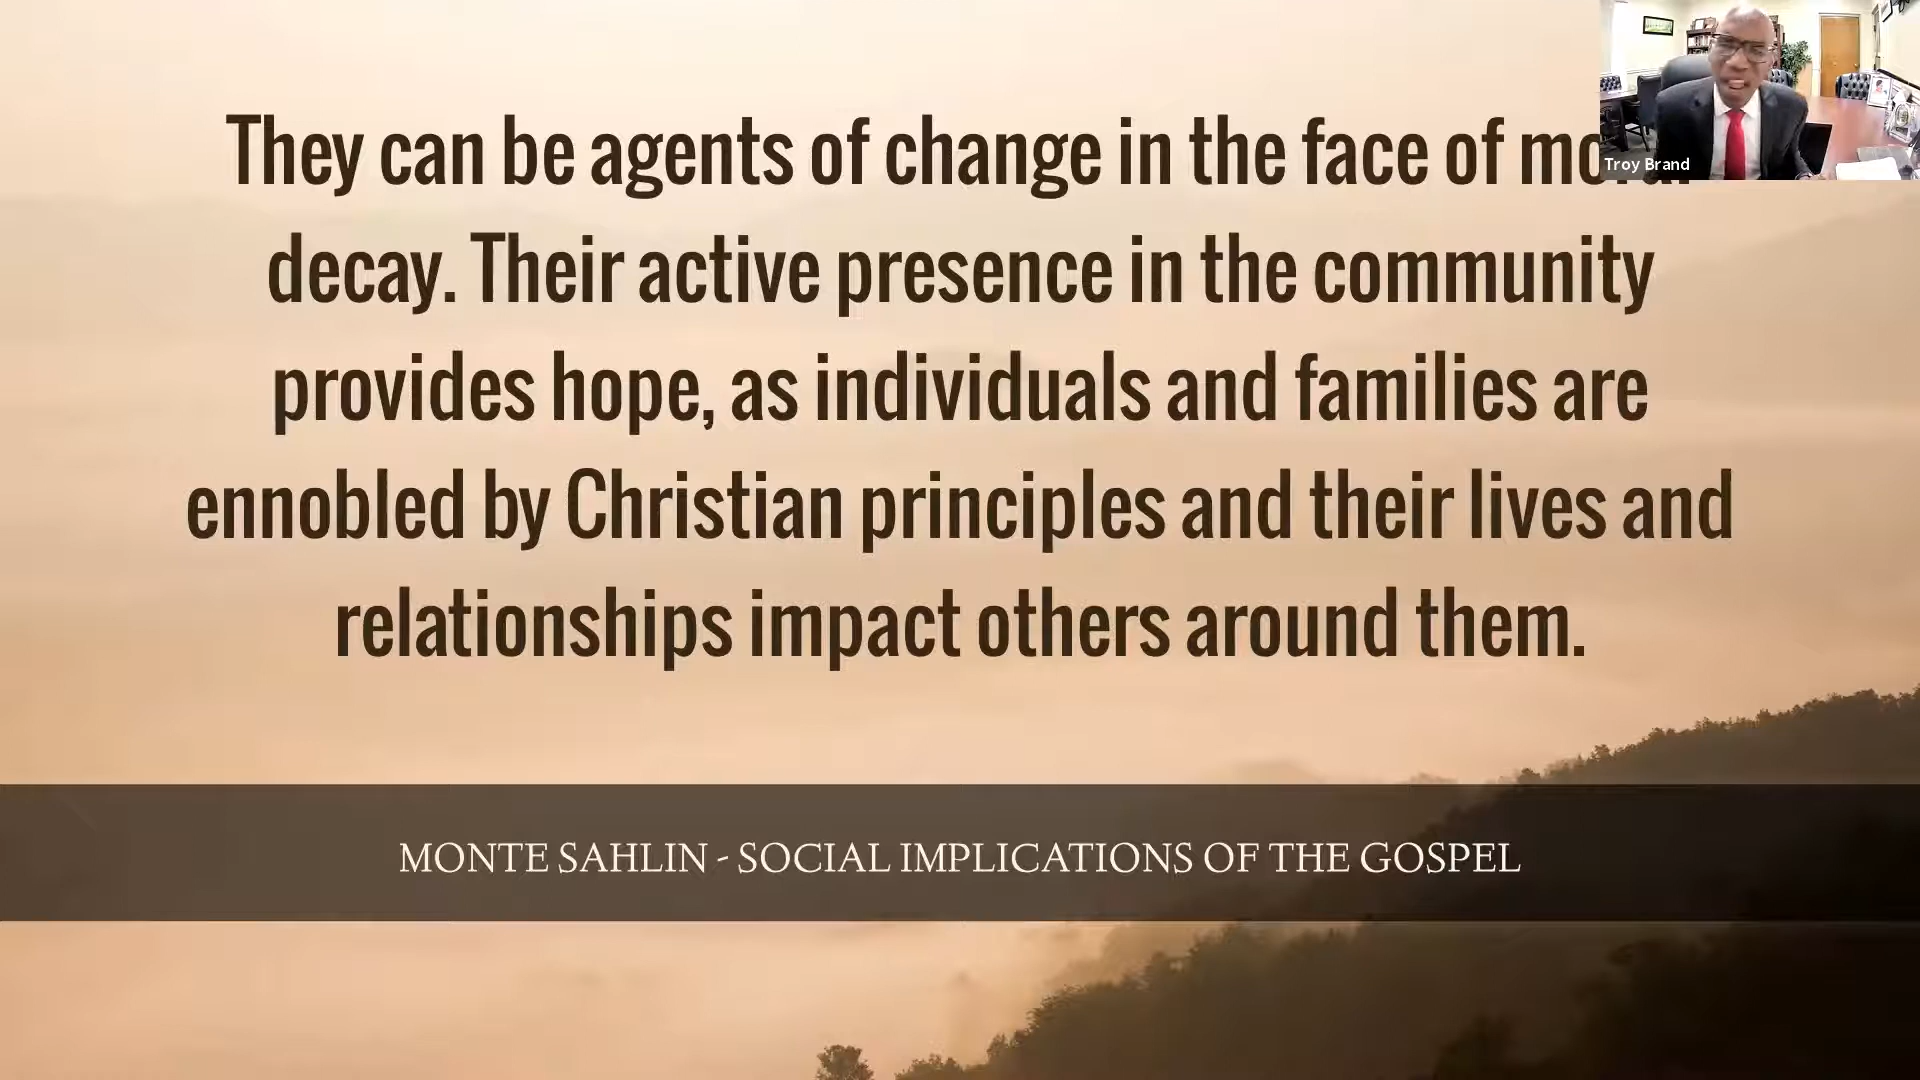 They can be agents of change in the face of moral
decay. Their active presence in the community
provides hope, as individuals and families are
ennobled by Christian principles and their lives and
relationships impact others around them.
MONTE SAHLIN - SOCIAL IMPLICATIONS OF THE GOSPEL
Troy Brand